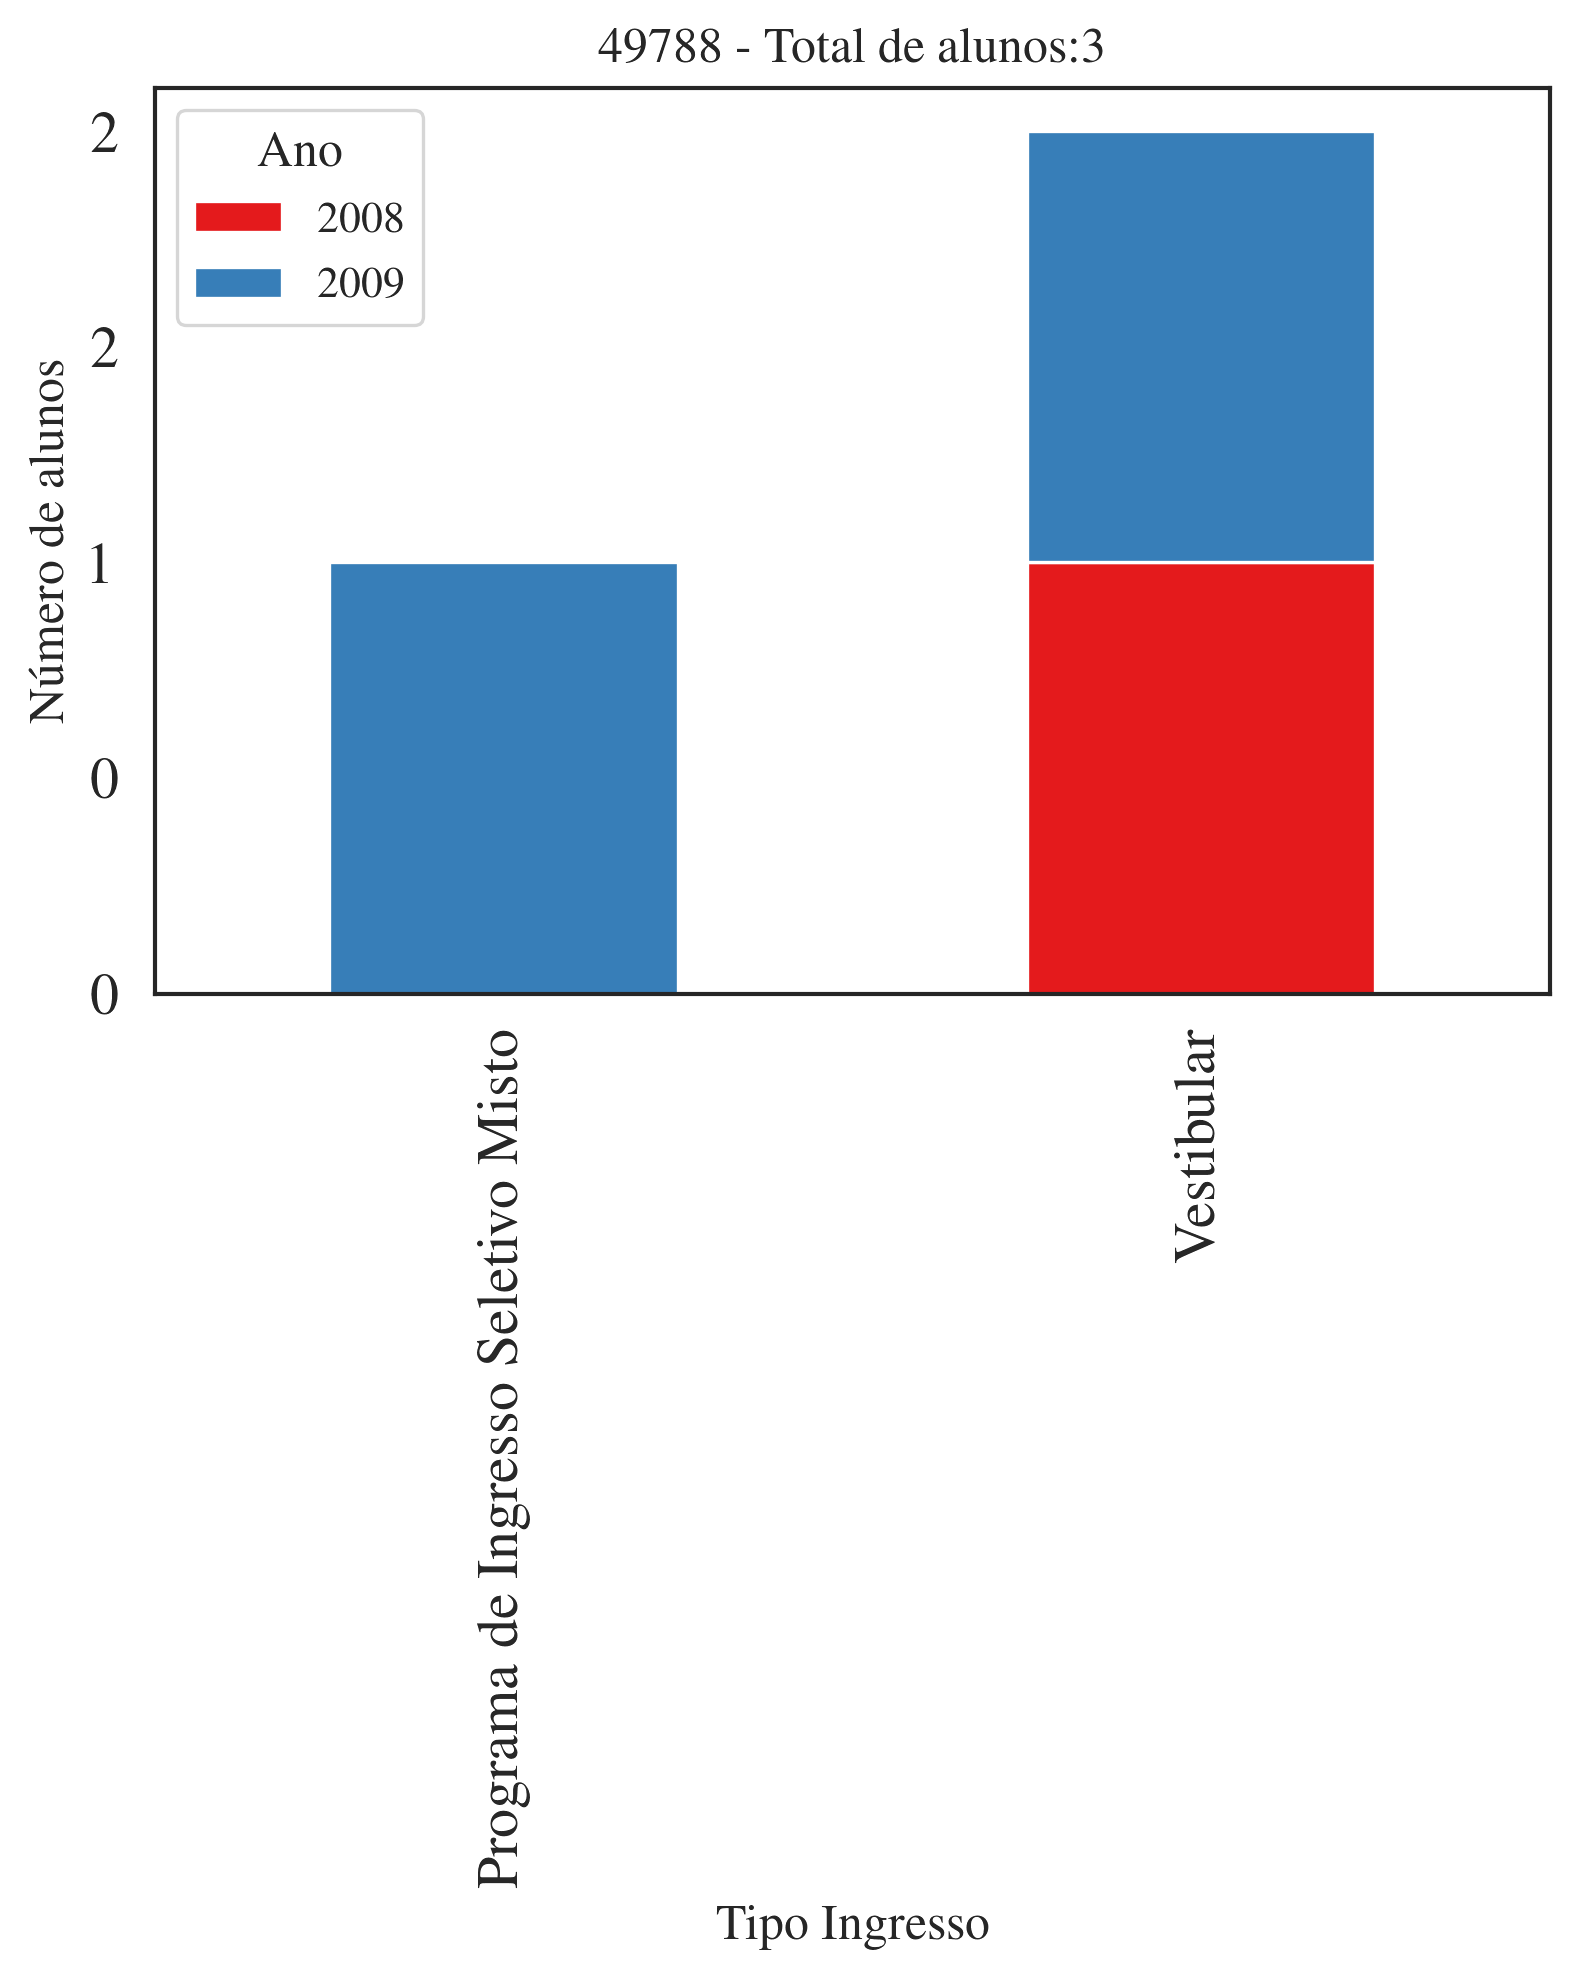 49788 - Total de alunos:3
Ano
2008
2009
Número de alunos
2
2
1
0
0
Programa de Ingresso Seletivo Misto
Vestibular
Tipo Ingresso